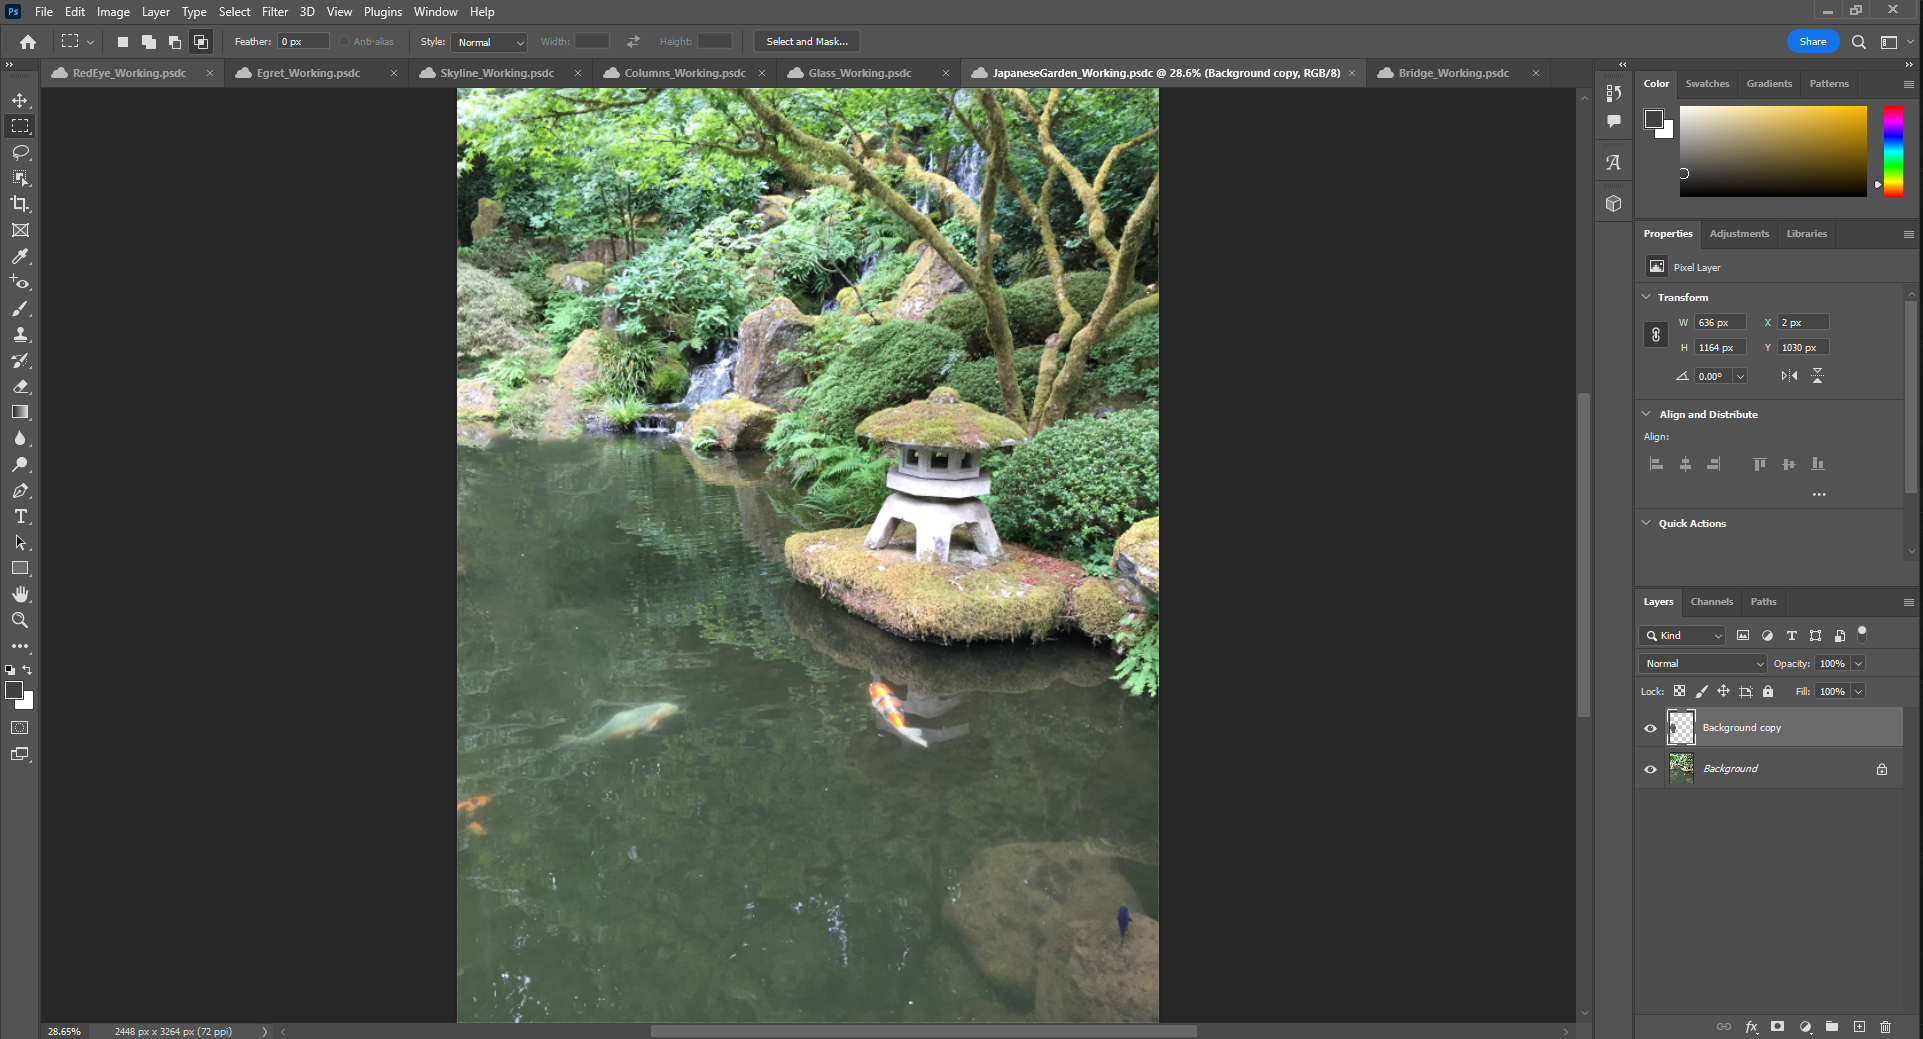 Ps File Edit Image Layer Type Select Filter 3D View Plugins Window Help
Feather: 0 px Anti-alias Style: Normal Width: Height: Select and Mask... Share
RedEye_Working.psdc Egret_Working.psdc Skyline_Working.psdc Columns_Working.psdc Glass_Working.psdc JapaneseGarden_Working.psdc @ 28.6% (Background copy, RGB/8) Bridge_Working.psdc
Color Swatches Gradients Patterns
Properties Adjustments Libraries
Pixel Layer
Transform
W 636 px X 2 px
H 1164 px Y 1030 px
0.00°
Align and Distribute
Align:
Quick Actions
Layers Channels Paths
Kind
Normal Opacity: 100%
Lock: Fill: 100%
Background copy
Background
28.65% 2448 px x 3264 px (72 ppi)